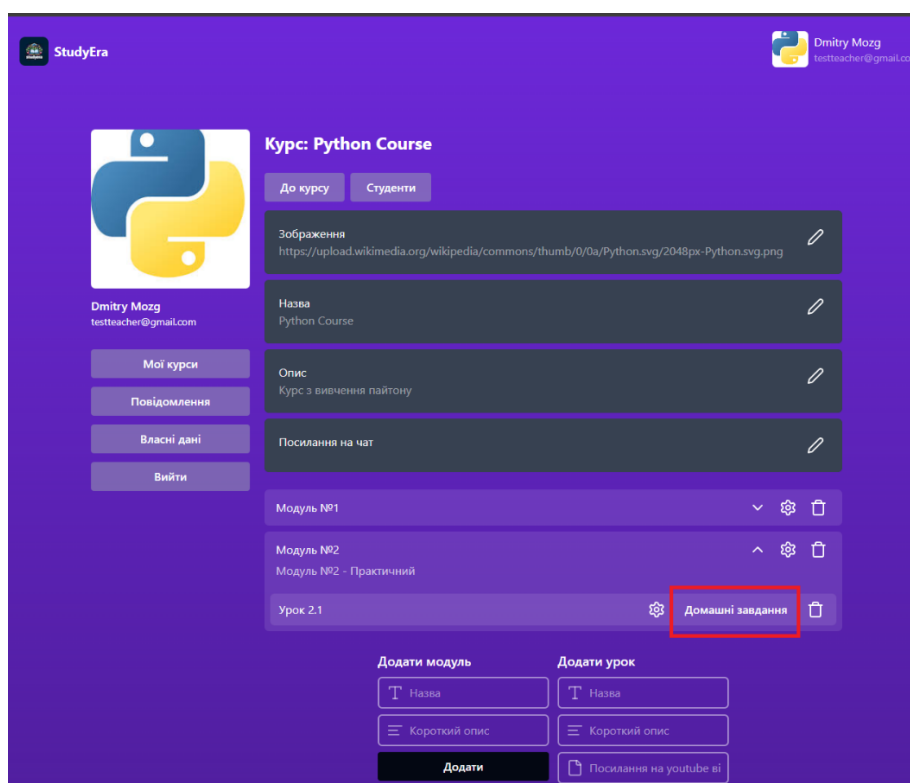 StudyEra
Dmitry Mozg
testteacher@gmail.co
Курс: Python Course
До курсу
Студенти
Зображення
https://upload.wikimedia.org/wikipedia/commons/thumb/0/0a/Python.svg/2048px-Python.svg.png
Назва
Python Course
Опис
Курс з вивчення пайтону
Посилання на чат
Dmitry Mozg
testteacher@gmail.com
Мої курси
Повідомлення
Власні дані
Вийти
Модуль №1
Модуль №2
Модуль №2 - Практичний
Урок 2.1
Домашні завдання
Додати модуль
Назва
Короткий опис
Додати
Додати урок
Назва
Короткий опис
Посилання на youtube ві